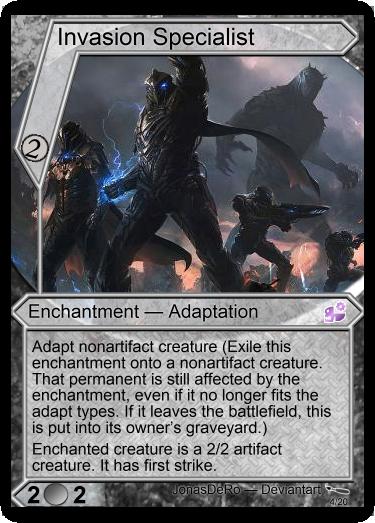 Invasion Specialist
2
Enchantment — Adaptation
Adapt nonartifact creature (Exile this
enchantment onto a nonartifact creature.
That permanent is still affected by the
enchantment, even if it no longer fits the
adapt types. If it leaves the battlefield, this
is put into its owner's graveyard.)
Enchanted creature is a 2/2 artifact
creature. It has first strike.
JonasDeRo — Deviantart
2 2
4/20